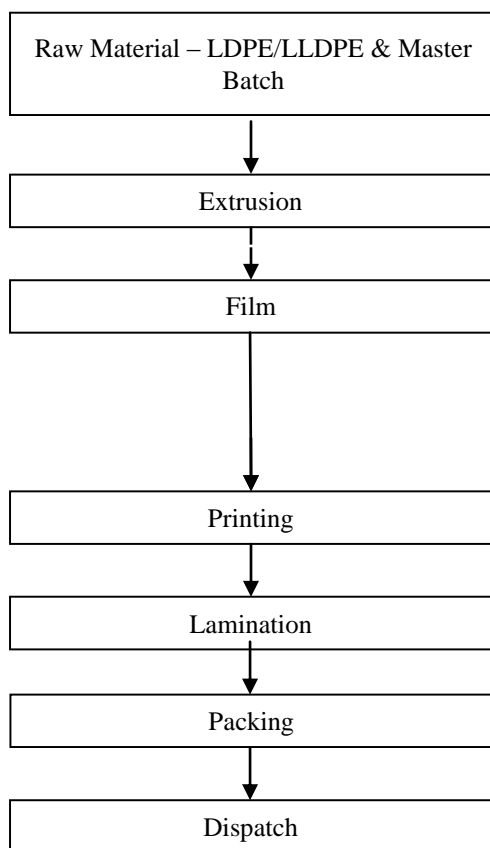 Raw Material – LDPE/LLDPE & Master
Batch
Extrusion
Film
Printing
Lamination
Packing
Dispatch